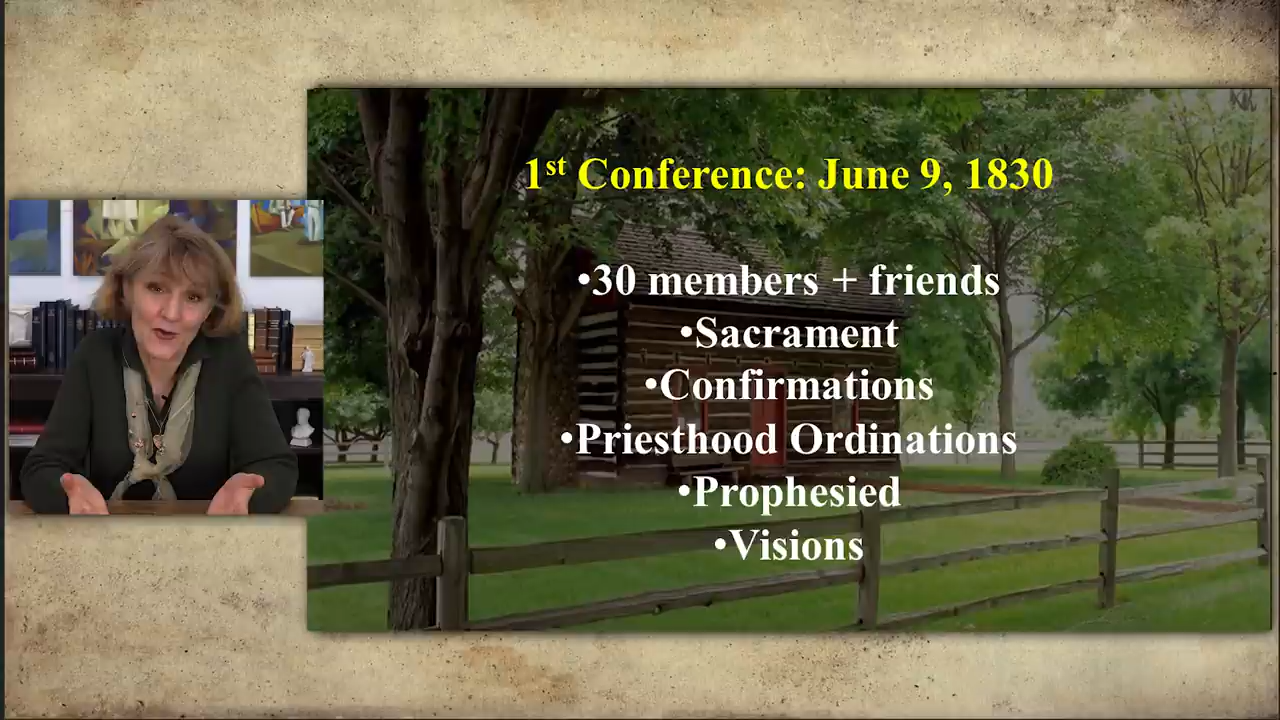 1st Conference: June 9, 1830
•30 members + friends
•Sacrament
•Confirmations
•Priesthood Ordinations
•Prophesied
•Visions